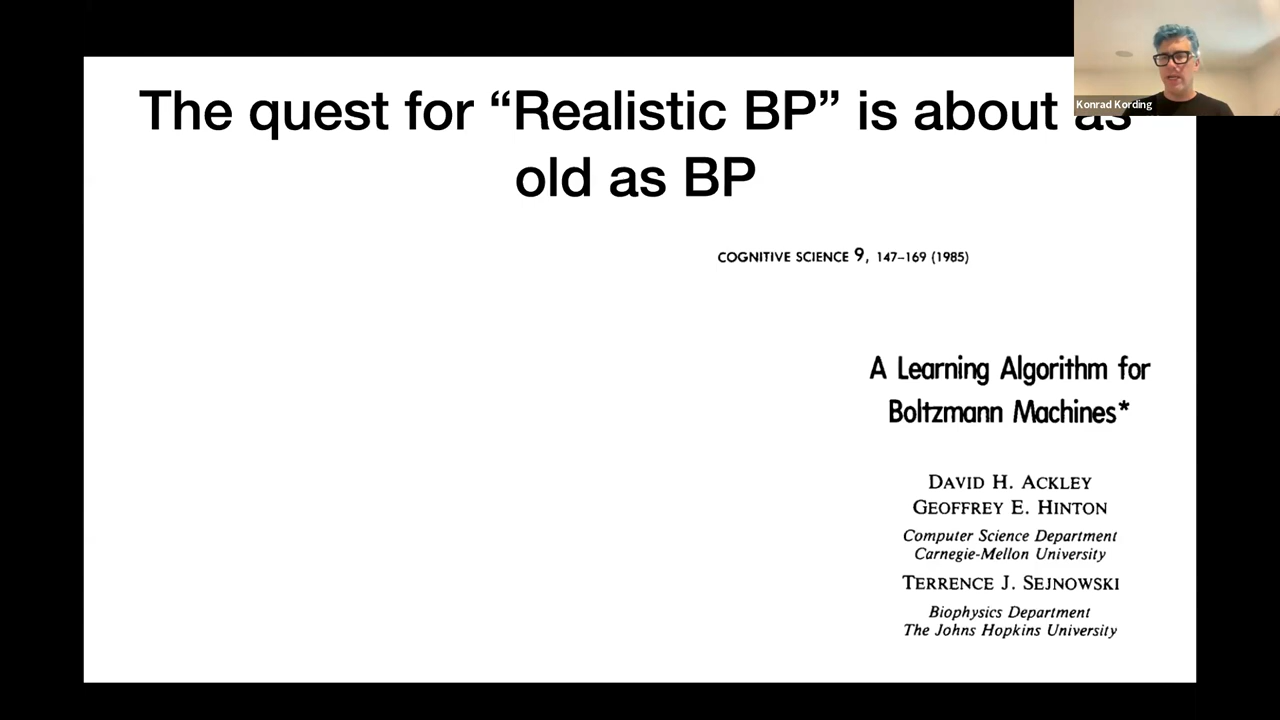 Konrad Kording
The quest for “Realistic BP” is about as
old as BP
COGNITIVE SCIENCE 9, 147–169 (1985)
A Learning Algorithm for
Boltzmann Machines*
DAVID H. ACKLEY
GEOFFREY E. HINTON
Computer Science Department
Carnegie-Mellon University
TERRENCE J. SEJNOWSKI
Biophysics Department
The Johns Hopkins University